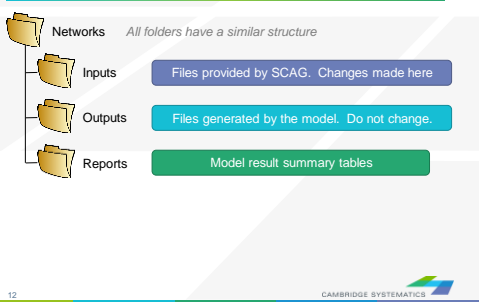 Networks All folders have a similar structure
Inputs Files provided by SCAG. Changes made here
Outputs Files generated by the model. Do not change.
Reports Model result summary tables
12 CAMBRIDGE SYSTEMATICS